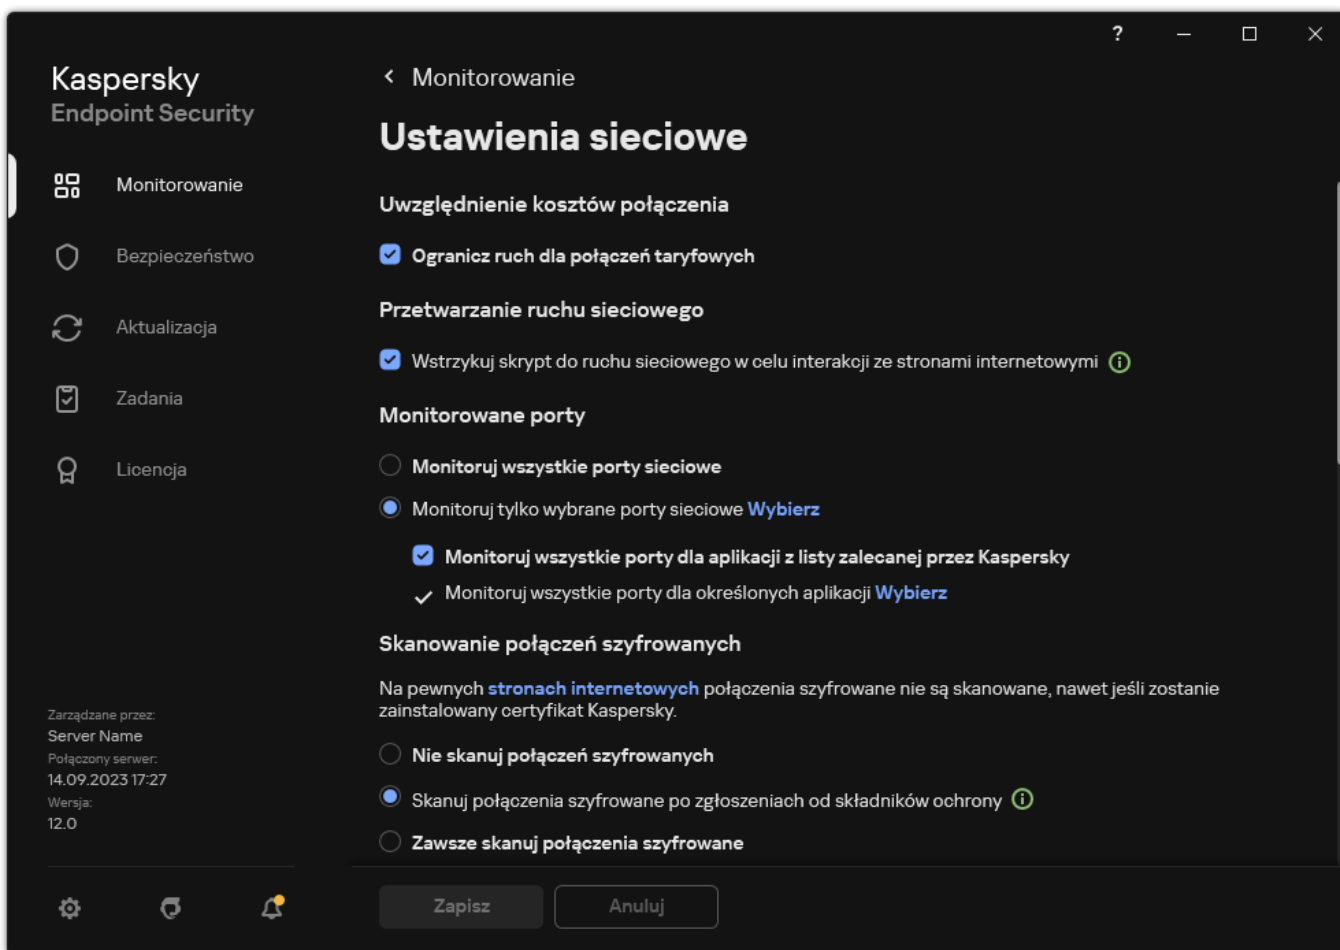 ?
Kaspersky
Endpoint Security
Monitorowanie
Bezpieczeństwo
Aktualizacja
Zadania
Licencja
Zarządzane przez:
Server Name
Połączony serwer:
14.09.2023 17:27
Wersja:
12.0
Monitorowanie
Ustawienia sieciowe
Uwzględnienie kosztów połączenia
Ogranicz ruch dla połączeń taryfowych
Przetwarzanie ruchu sieciowego
Wstrzykuj skrypt do ruchu sieciowego w celu interakcji ze stronami internetowymi
Monitorowane porty
Monitoruj wszystkie porty sieciowe
Monitoruj tylko wybrane porty sieciowe Wybierz
Monitoruj wszystkie porty dla aplikacji z listy zalecanej przez Kaspersky
Monitoruj wszystkie porty dla określonych aplikacji Wybierz
Skanowanie połączeń szyfrowanych
Na pewnych stronach internetowych połączenia szyfrowane nie są skanowane, nawet jeśli zostanie
zainstalowany certyfikat Kaspersky.
Nie skanuj połączeń szyfrowanych
Skanuj połączenia szyfrowane po zgłoszeniach od składników ochrony
Zawsze skanuj połączenia szyfrowane
Zapisz
Anuluj